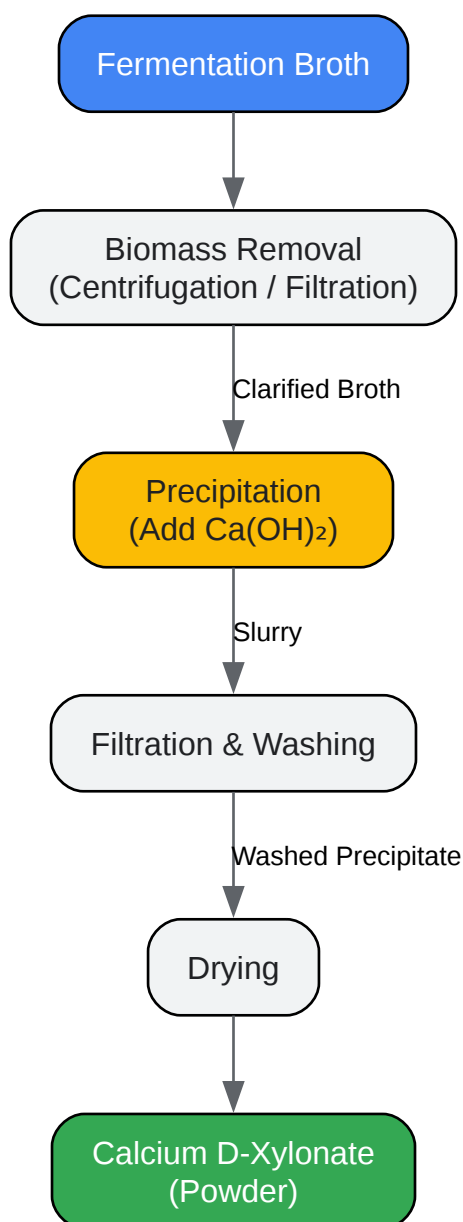 Fermentation Broth
Biomass Removal
(Centrifugation / Filtration)
Clarified Broth
Precipitation
(Add Ca(OH)₂)
Slurry
Filtration & Washing
Washed Precipitate
Drying
Calcium D-Xylonate
(Powder)